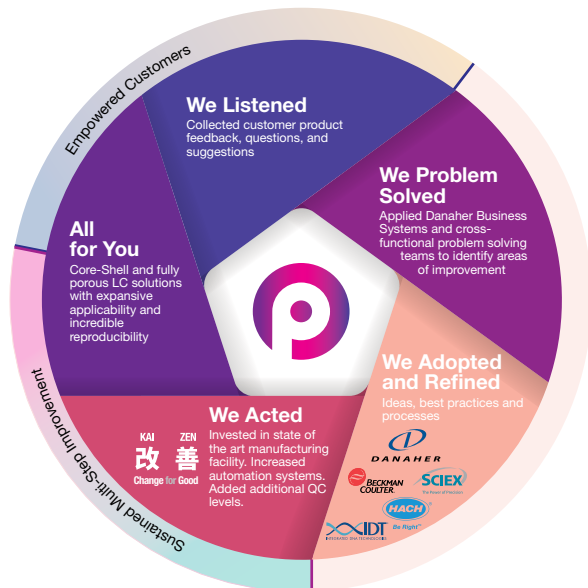 Empowered Customers
We Listened
Collected customer product
feedback, questions, and
suggestions
We Problem
Solved
Applied Danaher Business
Systems and cross-
functional problem solving
teams to identify areas
of improvement
We Adopted
and Refined
Ideas, best practices and
processes
DANAHER
BECKMAN
COULTER
SCIEX
The Power of Precision
HACH®
Be Right™
IDT
INTEGRATED DNA TECHNOLOGIES
We Acted
Invested in state of
the art manufacturing
facility. Increased
automation systems.
Added additional QC
levels.
KAI ZEN
改 善
Change for Good
All
for You
Core-Shell and fully
porous LC solutions
with expansive
applicability and
incredible
reproducibility
Sustained Multi-Step Improvement